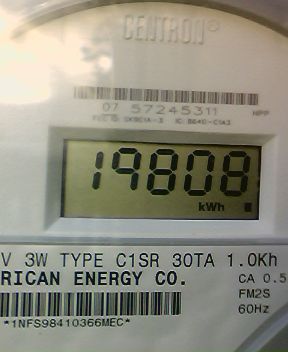 CENTRON®
07 57245311 NPP
19808
kWh
V 3W TYPE C1SR 30TA 1.0Kh
RICAN ENERGY CO. CA 0.5
FM2S
60Hz
*1NFS98410366MEC*